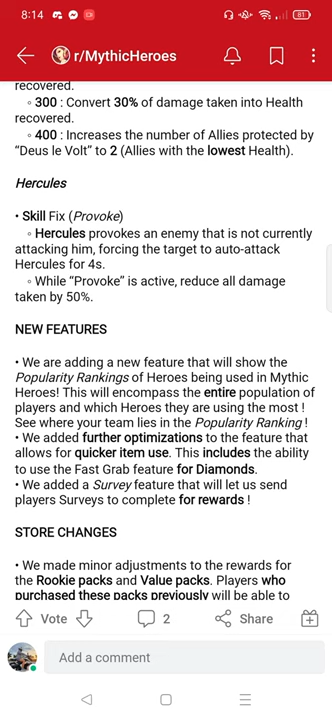 8:14
81
r/MythicHeroes
recovered.
◦ 300 : Convert 30% of damage taken into Health
recovered.
◦ 400 : Increases the number of Allies protected by
“Deus le Volt” to 2 (Allies with the lowest Health).
Hercules
• Skill Fix (Provoke)
◦ Hercules provokes an enemy that is not currently
attacking him, forcing the target to auto-attack
Hercules for 4s.
◦ While “Provoke” is active, reduce all damage
taken by 50%.
NEW FEATURES
• We are adding a new feature that will show the
Popularity Rankings of Heroes being used in Mythic
Heroes! This will encompass the entire population of
players and which Heroes they are using the most !
See where your team lies in the Popularity Ranking !
• We added further optimizations to the feature that
allows for quicker item use. This includes the ability
to use the Fast Grab feature for Diamonds.
• We added a Survey feature that will let us send
players Surveys to complete for rewards !
STORE CHANGES
• We made minor adjustments to the rewards for
the Rookie packs and Value packs. Players who
purchased these packs previously will be able to
Vote
2
Share
Add a comment